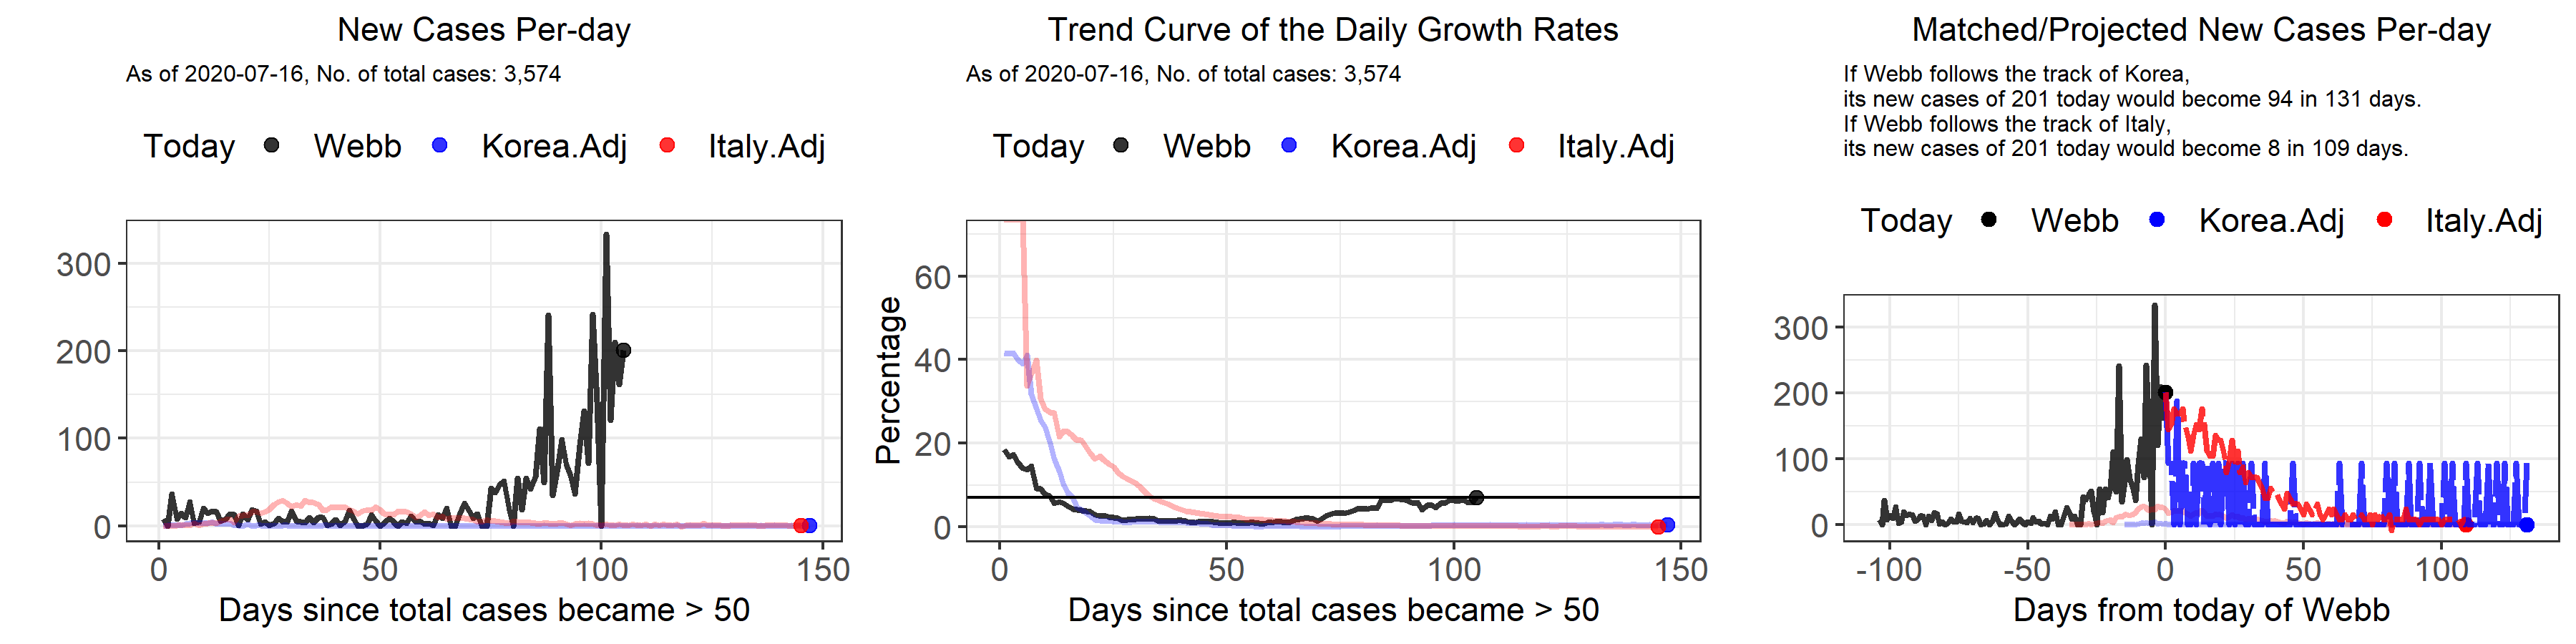 New Cases Per-day
As of 2020-07-16, No. of total cases: 3,574
Today Webb Korea.Adj Italy.Adj
300
200
100
0
0 50 100 150
Days since total cases became > 50
Trend Curve of the Daily Growth Rates
As of 2020-07-16, No. of total cases: 3,574
Today Webb Korea.Adj Italy.Adj
Percentage
60
40
20
0
0 50 100 150
Days since total cases became > 50
Matched/Projected New Cases Per-day
If Webb follows the track of Korea,
its new cases of 201 today would become 94 in 131 days.
If Webb follows the track of Italy,
its new cases of 201 today would become 8 in 109 days.
Today Webb Korea.Adj Italy.Adj
300
200
100
0
-100 -50 0 50 100
Days from today of Webb